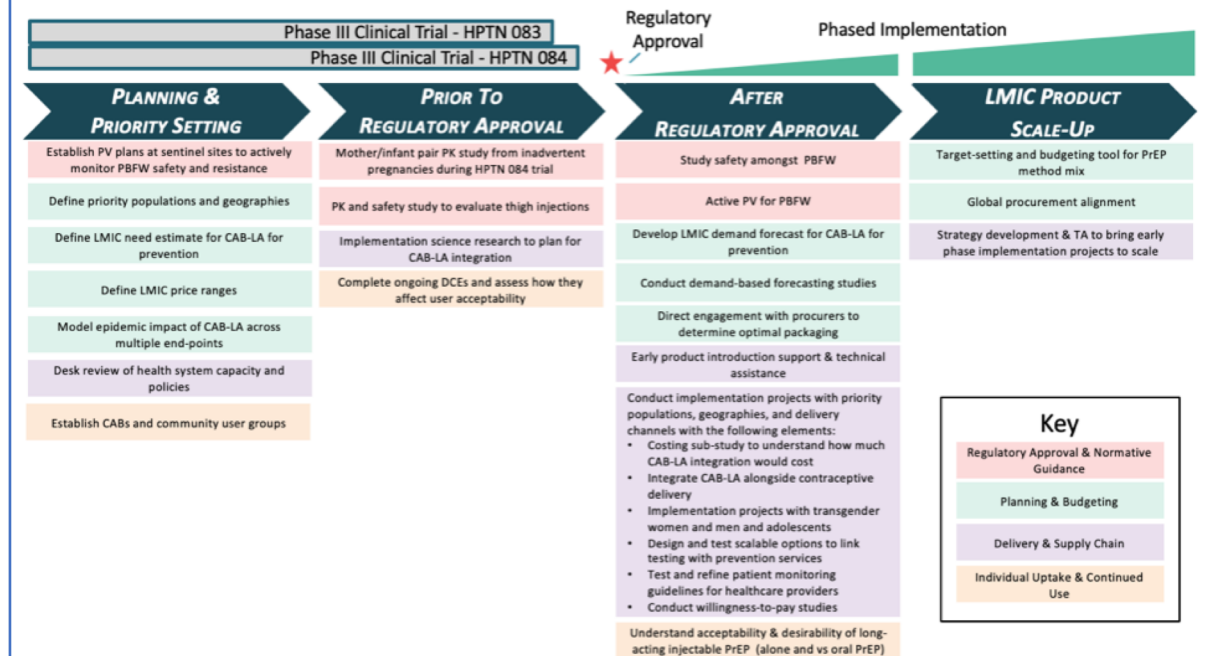 Phase III Clinical Trial - HPTN 083
Phase III Clinical Trial - HPTN 084
Regulatory
Approval
Phased Implementation
PLANNING &
PRIORITY SETTING
Establish PV plans at sentinel sites to actively
monitor PBFW safety and resistance
Define priority populations and geographies
Define LMIC need estimate for CAB-LA for
prevention
Define LMIC price ranges
Model epidemic impact of CAB-LA across
multiple end-points
Desk review of health system capacity and
policies
Establish CABs and community user groups
PRIOR TO
REGULATORY APPROVAL
Mother/infant pair PK study from inadvertent
pregnancies during HPTN 084 trial
PK and safety study to evaluate thigh injections
Implementation science research to plan for
CAB-LA integration
Complete ongoing DCEs and assess how they
affect user acceptability
AFTER
REGULATORY APPROVAL
Study safety amongst PBFW
Active PV for PBFW
Develop LMIC demand forecast for CAB-LA for
prevention
Conduct demand-based forecasting studies
Direct engagement with procurers to
determine optimal packaging
Early product introduction support & technical
assistance
Conduct implementation projects with priority
populations, geographies, and delivery
channels with the following elements:
• Costing sub-study to understand how much
CAB-LA integration would cost
• Integrate CAB-LA alongside contraceptive
delivery
• Implementation projects with transgender
women and men and adolescents
• Design and test scalable options to link
testing with prevention services
• Test and refine patient monitoring
guidelines for healthcare providers
• Conduct willingness-to-pay studies
Understand acceptability & desirability of long-
acting injectable PrEP (alone and vs oral PrEP)
LMIC PRODUCT
SCALE-UP
Target-setting and budgeting tool for PrEP
method mix
Global procurement alignment
Strategy development & TA to bring early
phase implementation projects to scale
Key
Regulatory Approval & Normative
Guidance
Planning & Budgeting
Delivery & Supply Chain
Individual Uptake & Continued
Use